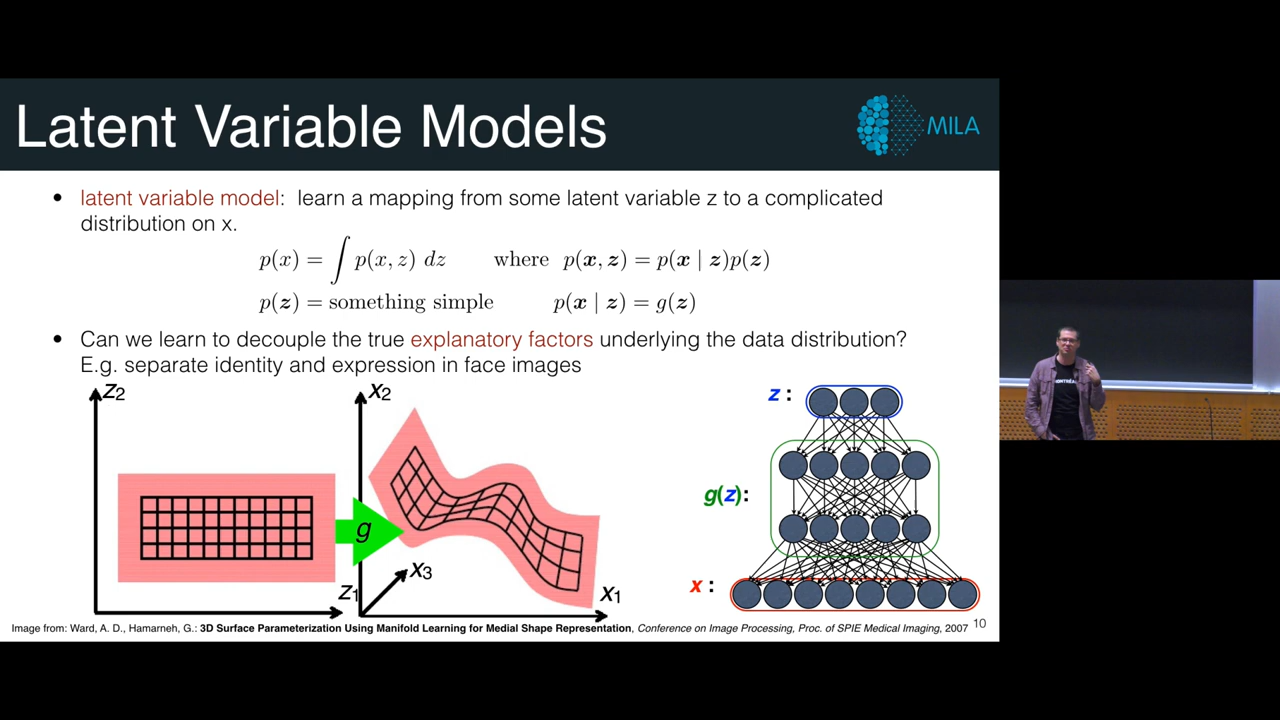 Latent Variable Models
MILA
• latent variable model: learn a mapping from some latent variable z to a complicated
distribution on x.
p(x) = ∫ p(x, z) dz where p(x, z) = p(x | z)p(z)
p(z) = something simple p(x | z) = g(z)
• Can we learn to decouple the true explanatory factors underlying the data distribution?
E.g. separate identity and expression in face images
z2
x2
z :
g(z):
g
x3
z1
x1
x :
Image from: Ward, A. D., Hamarneh, G.: 3D Surface Parameterization Using Manifold Learning for Medial Shape Representation, Conference on Image Processing, Proc. of SPIE Medical Imaging, 2007
10